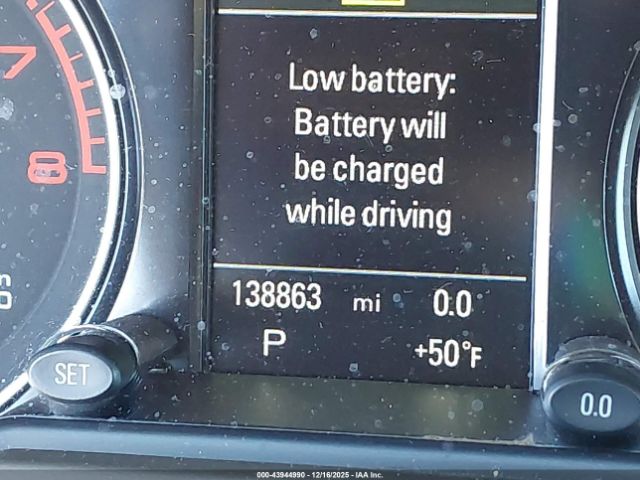 7
8
Low battery:
Battery will
be charged
while driving
138863 mi 0.0
P +50°F
SET
0.0
000-43944990 - 12/16/2025 - IAA Inc.